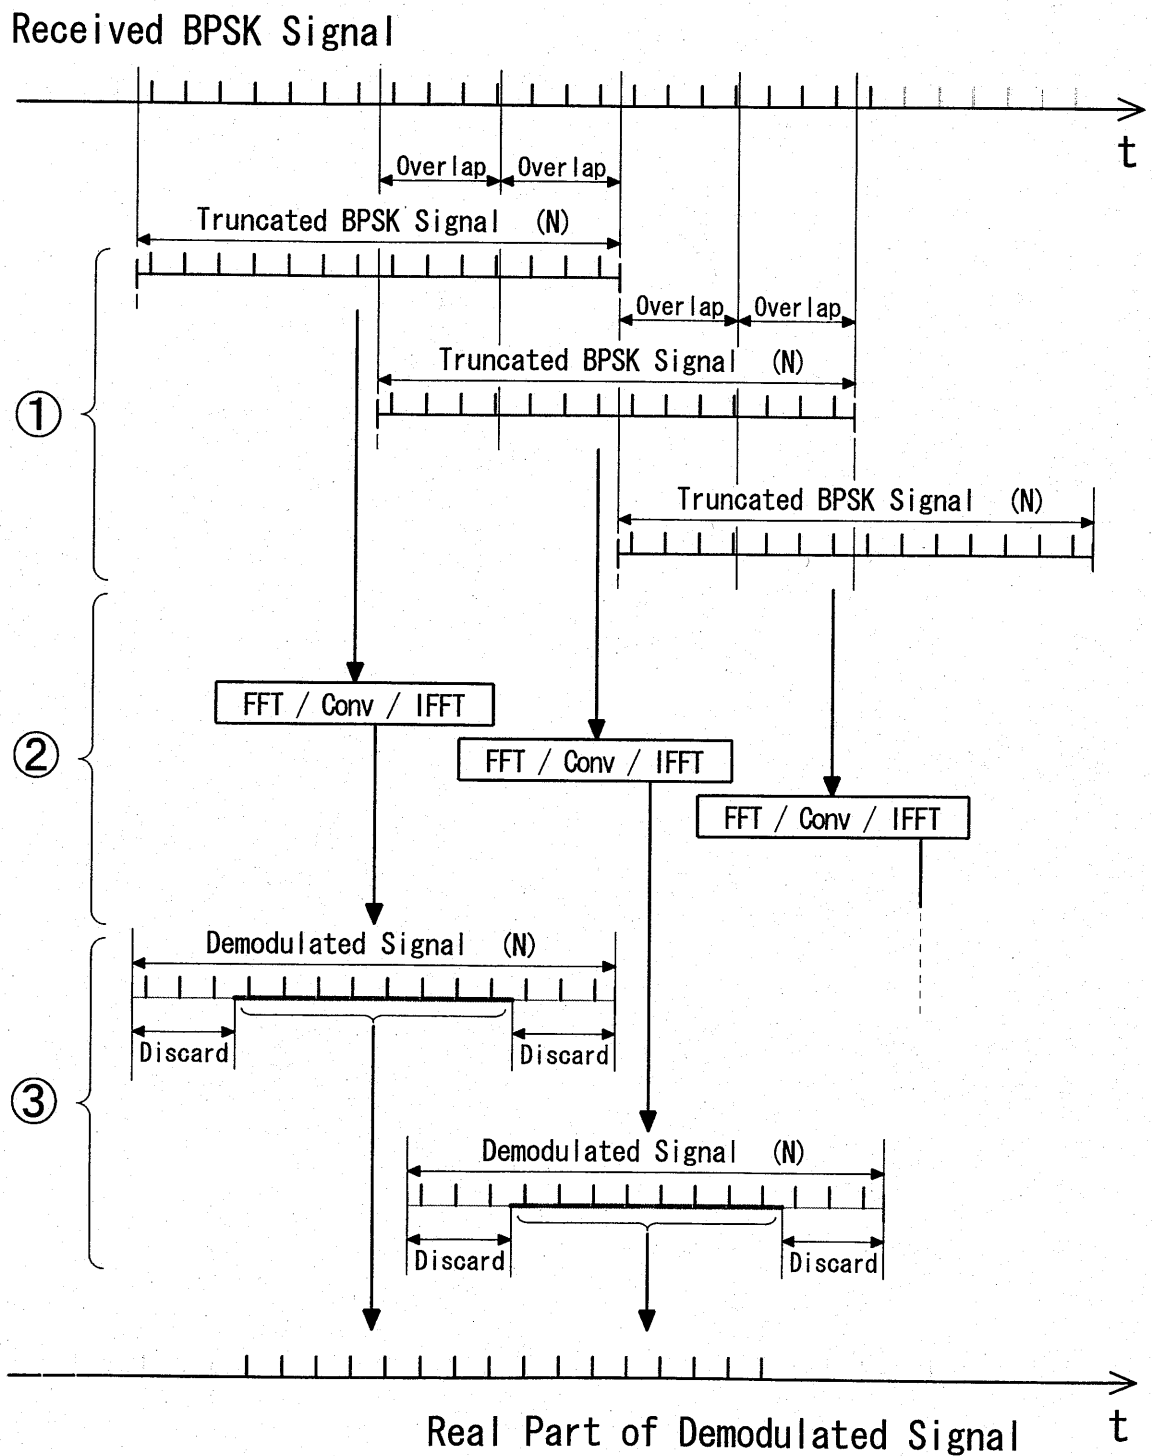 Received BPSK Signal
t
Overlap Overlap
Truncated BPSK Signal (N)
Overlap Overlap
Truncated BPSK Signal (N)
①
Truncated BPSK Signal (N)
FFT / Conv / IFFT
②
FFT / Conv / IFFT
FFT / Conv / IFFT
Demodulated Signal (N)
Discard Discard
③
Demodulated Signal (N)
Discard Discard
t
Real Part of Demodulated Signal